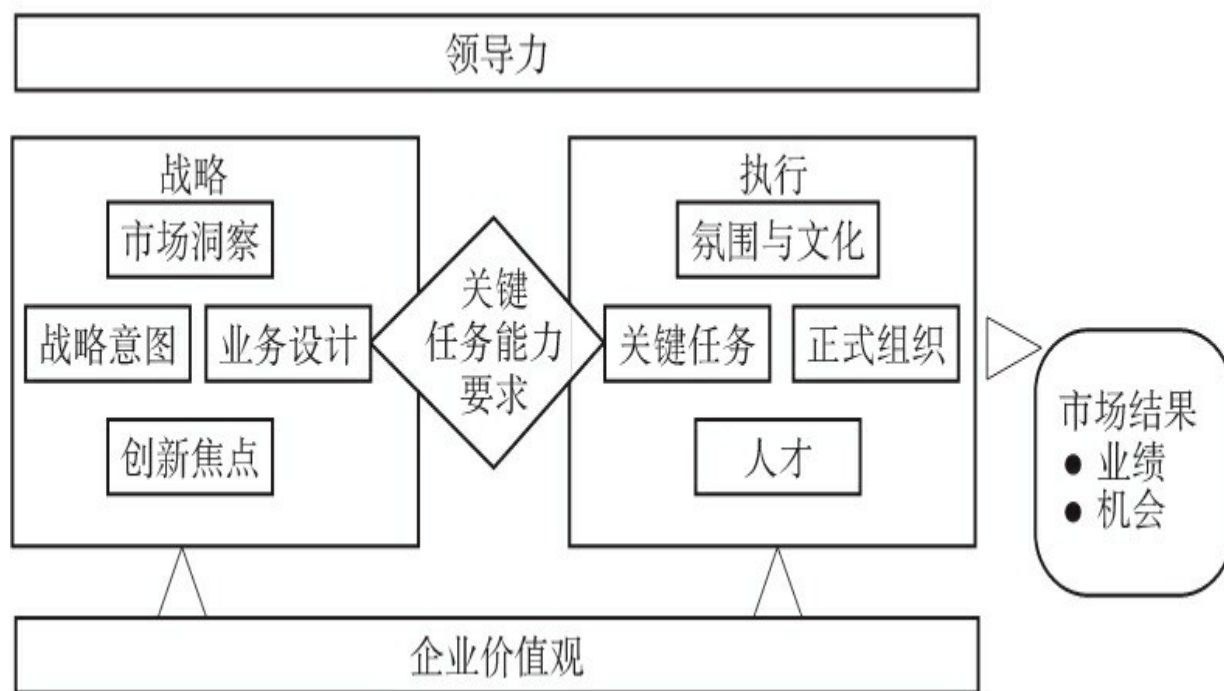 领导力
战略
市场洞察
战略意图
业务设计
创新焦点
关键
任务能力
要求
执行
氛围与文化
关键任务
正式组织
人才
市场结果
● 业绩
● 机会
企业价值观